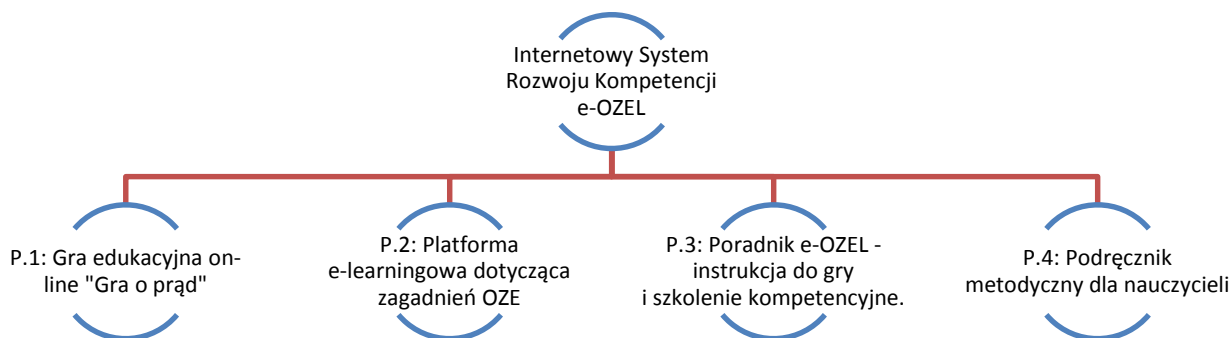 Internetowy System
Rozwoju Kompetencji
e-OZEL
P.1: Gra edukacyjna on-
line "Gra o prąd"
P.2: Platforma
e-learningowa dotycząca
zagadnień OZE
P.3: Poradnik e-OZEL -
instrukcja do gry
i szkolenie kompetencyjne.
P.4: Podręcznik
metodyczny dla nauczycieli